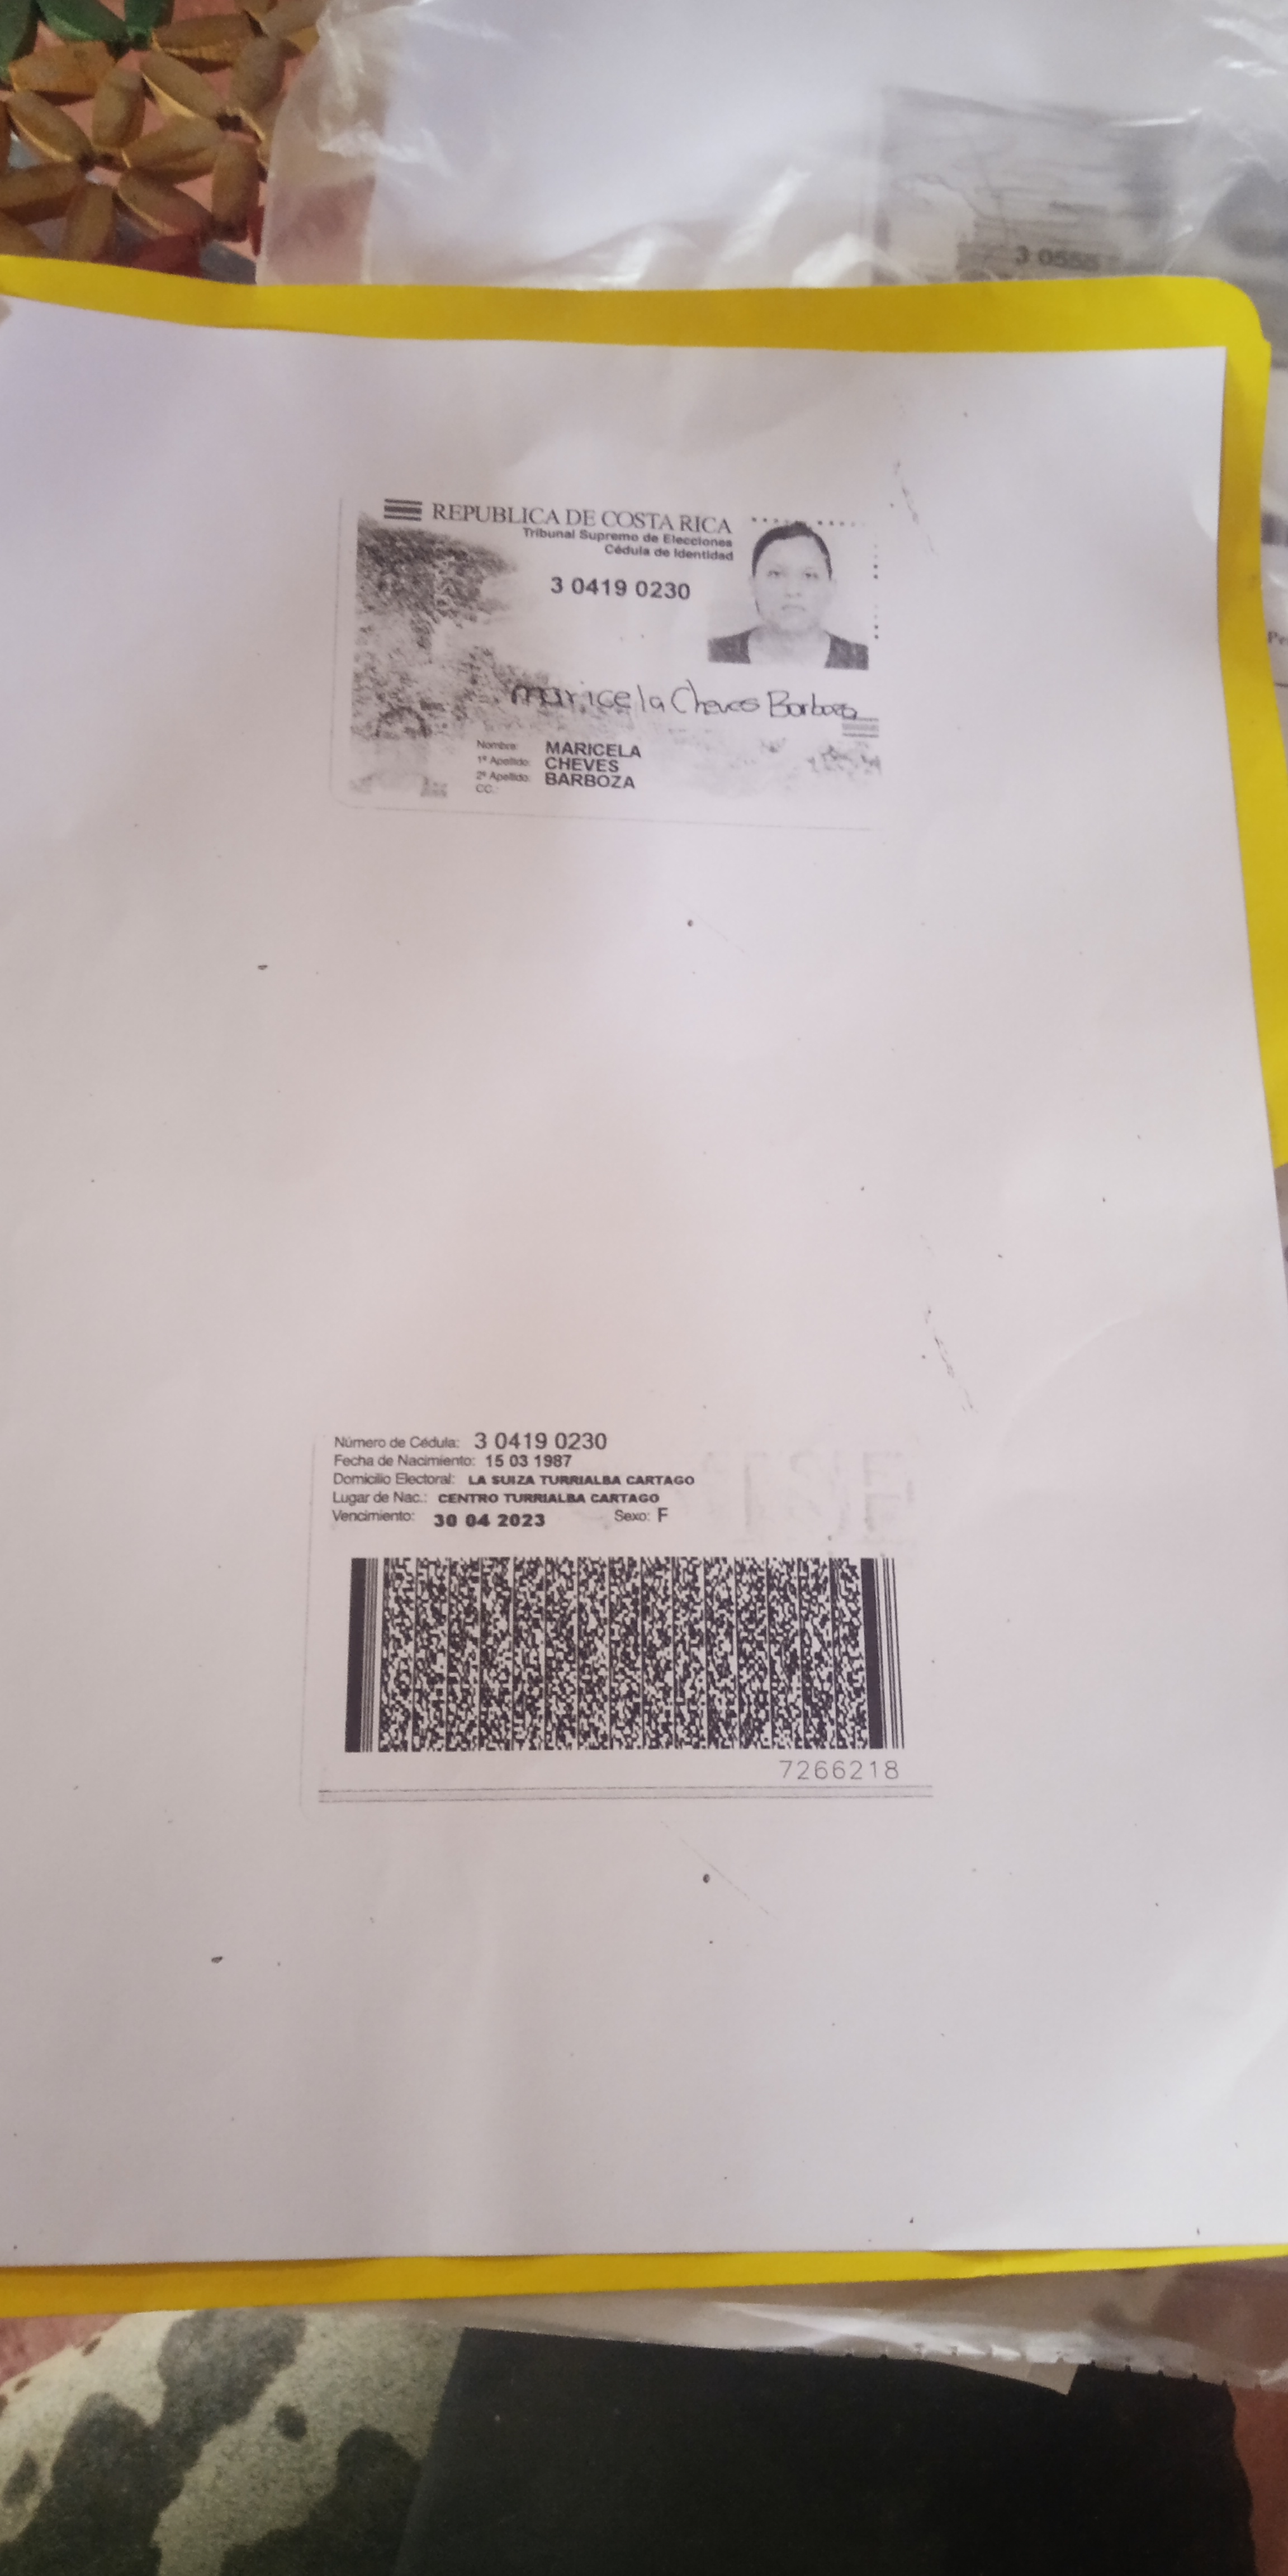 3 0555
REPUBLICA DE COSTA RICA
Tribunal Supremo de Elecciones
Cédula de Identidad
3 0419 0230
maricela Cheves Barboza
Nombre: MARICELA
1º Apellido: CHEVES
2º Apellido: BARBOZA
CC.:
Número de Cédula: 3 0419 0230
Fecha de Nacimiento: 15 03 1987
Domicilio Electoral: LA SUIZA TURRIALBA CARTAGO
Lugar de Nac.: CENTRO TURRIALBA CARTAGO
Vencimiento: 30 04 2023 Sexo: F
7266218